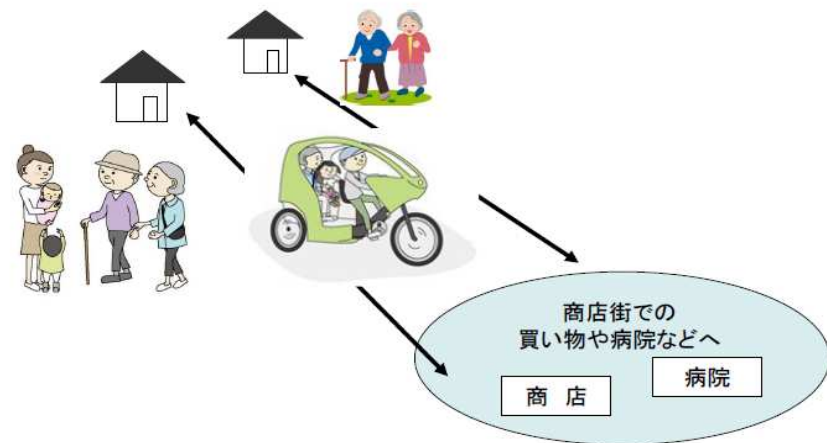 商店街での
買い物や病院などへ
病院
商 店